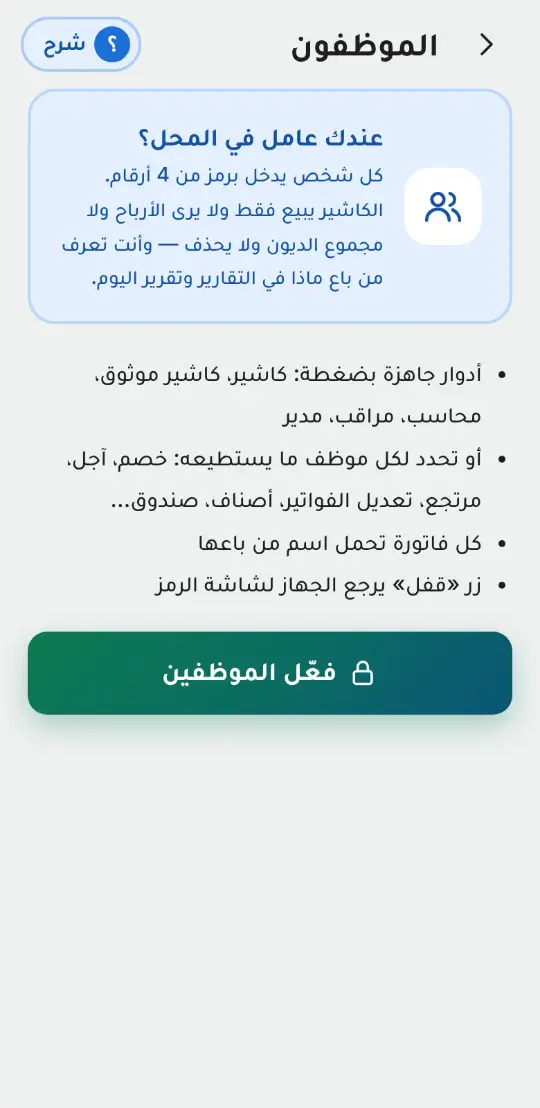 الموظفون
؟ شرح
عندك عامل في المحل؟
كل شخص يدخل برمز من 4 أرقام.
الكاشير يبيع فقط ولا يرى الأرباح ولا
مجموع الديون ولا يحذف — وأنت تعرف
من باع ماذا في التقارير وتقرير اليوم.
• أدوار جاهزة بضغطة: كاشير، كاشير موثوق،
محاسب، مراقب، مدير
• أو تحدد لكل موظف ما يستطيعه: خصم، آجل،
مرتجع، تعديل الفواتير، أصناف، صندوق…
• كل فاتورة تحمل اسم من باعها
• زر «قفل» يرجع الجهاز لشاشة الرمز
فعّل الموظفين